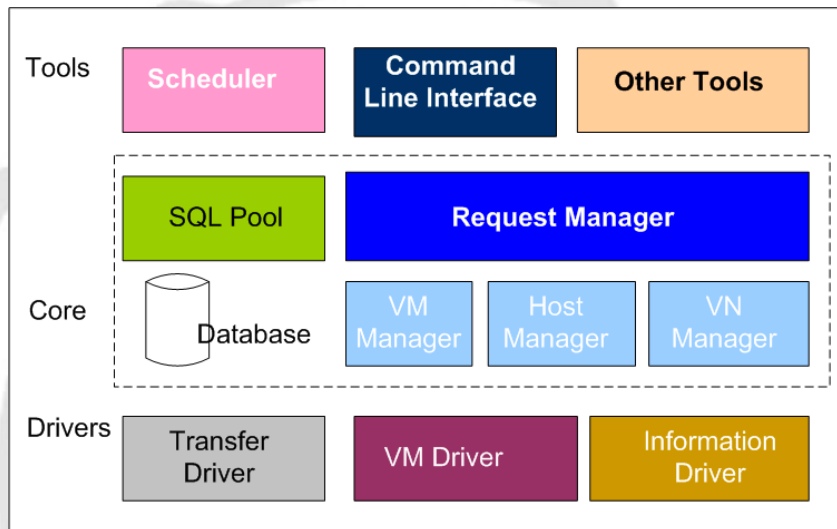 Tools
Scheduler
Command
Line Interface
Other Tools
SQL Pool
Request Manager
Core
Database
VM
Manager
Host
Manager
VN
Manager
Drivers
Transfer
Driver
VM Driver
Information
Driver